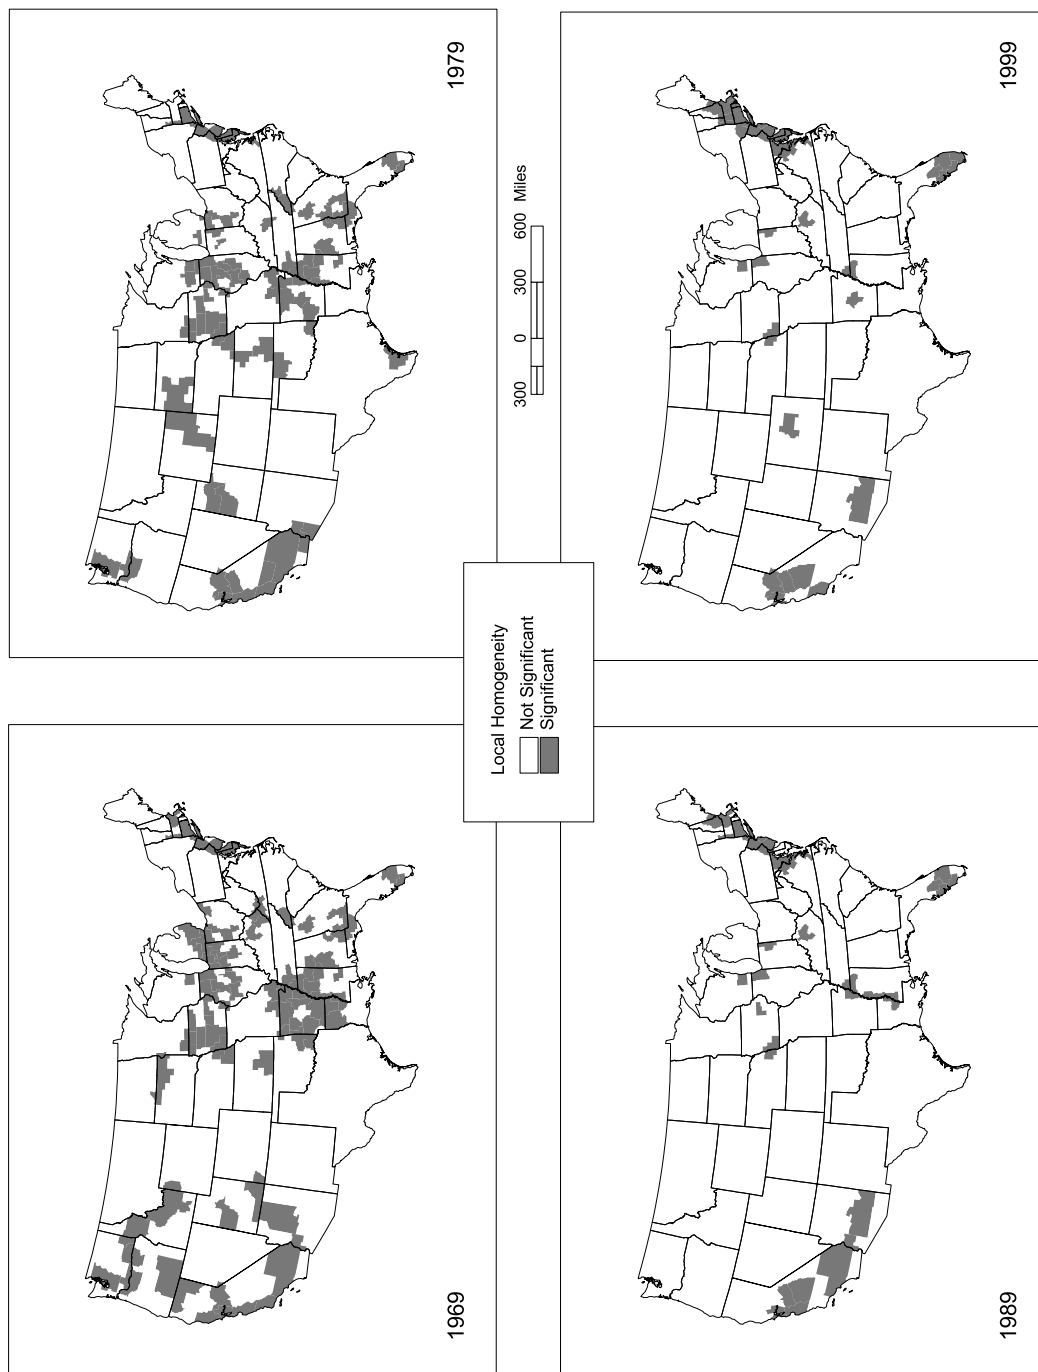 1969
1979
Local Homogeneity
Not Significant
Significant
300 0 300 600 Miles
1989
1999